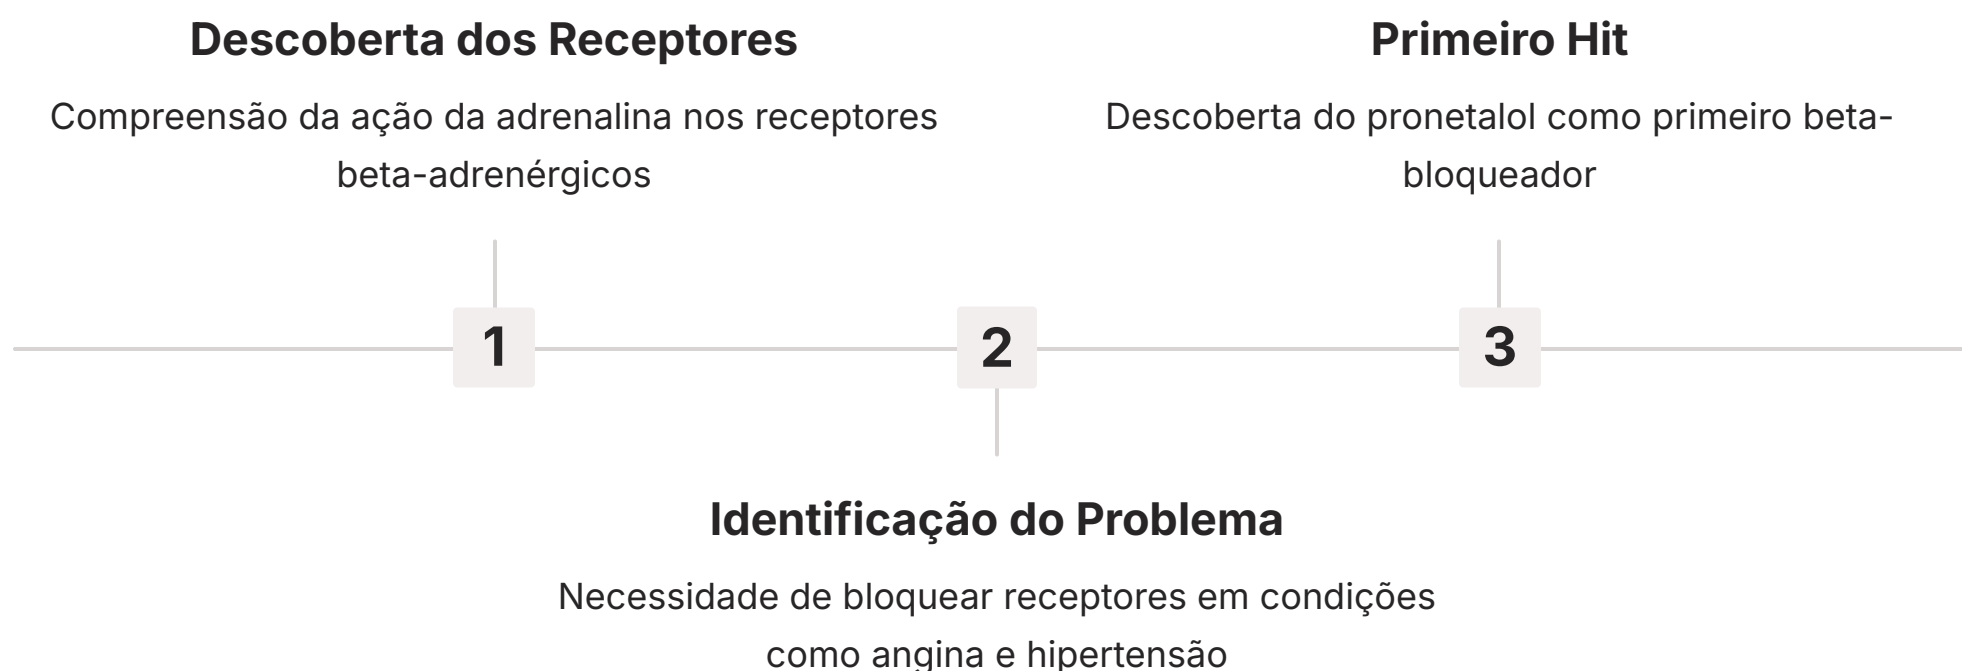 Descoberta dos Receptores
Compreensão da ação da adrenalina nos receptores
beta-adrenérgicos
Primeiro Hit
Descoberta do pronetalol como primeiro beta-
bloqueador
1
2
3
Identificação do Problema
Necessidade de bloquear receptores em condições
como angina e hipertensão